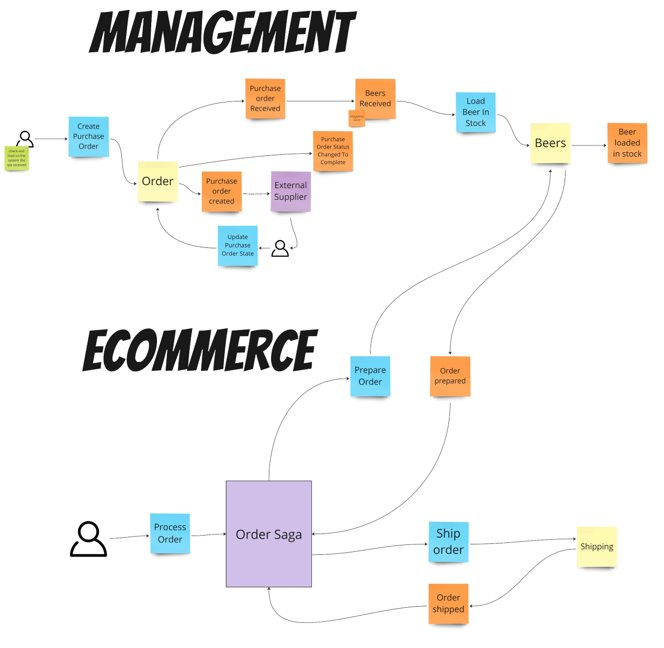 MANAGEMENT
Purchase
order
Received
Beers
Received
Load
Beer In
Stock
Create
Purchase
Order
Purchase
Order Status
Changed To
Complete
Beers
Beer
loaded
in stock
Order
Purchase
order
created
External
Supplier
Update
Purchase
Order State
ECOMMERCE
Prepare
Order
Order
prepared
Process
Order
Order Saga
Ship
order
Shipping
Order
shipped